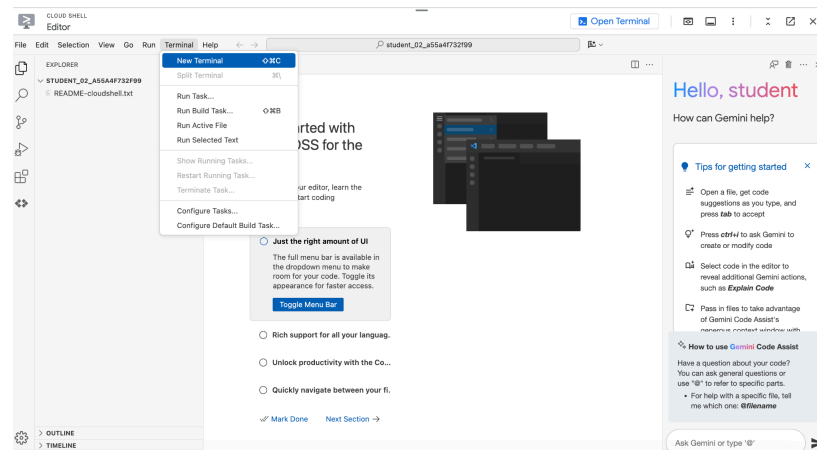 CLOUD SHELL
Editor
Open Terminal
File Edit Selection View Go Run Terminal Help
student_02_a55a4f732f99
EXPLORER
STUDENT_02_A55A4F732F99
README-cloudshell.txt
New Terminal ⇧⌘C
Split Terminal ⌘\
Run Task...
Run Build Task... ⇧⌘B
Run Active File
Run Selected Text
Show Running Tasks...
Restart Running Task...
Terminate Task...
Configure Tasks...
Configure Default Build Task...
arted with
OSS for the
ur editor, learn the
tart coding
Just the right amount of UI
The full menu bar is available in
the dropdown menu to make
room for your code. Toggle its
appearance for faster access.
Toggle Menu Bar
Rich support for all your languag.
Unlock productivity with the Co...
Quickly navigate between your fi.
Mark Done Next Section →
OUTLINE
TIMELINE
Hello, student
How can Gemini help?
Tips for getting started
Open a file, get code
suggestions as you type, and
press tab to accept
Press ctrl+i to ask Gemini to
create or modify code
Select code in the editor to
reveal additional Gemini actions,
such as Explain Code
Pass in files to take advantage
of Gemini Code Assist's
generous context window with
How to use Gemini Code Assist
Have a question about your code?
You can ask general questions or
use "@" to refer to specific parts.
• For help with a specific file, tell
me which one: @filename
Ask Gemini or type '@'